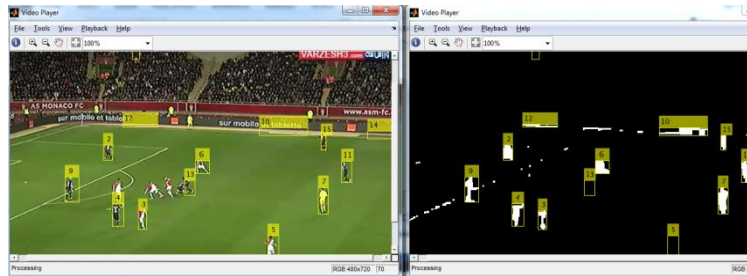 Video Player
File Tools View Playback Help
100%
VARZESH3.com
AS MONACO FC
www.asm-fc.
sur mobile et tablette
sur mobile et tablette
12
10
14
15
2
6
11
9
13
7
4
3
5
Processing
RGB:480x720
70
Video Player
File Tools View Playback Help
100%
12
10
15
2
6
13
9
4
3
7
5
Processing
RGB